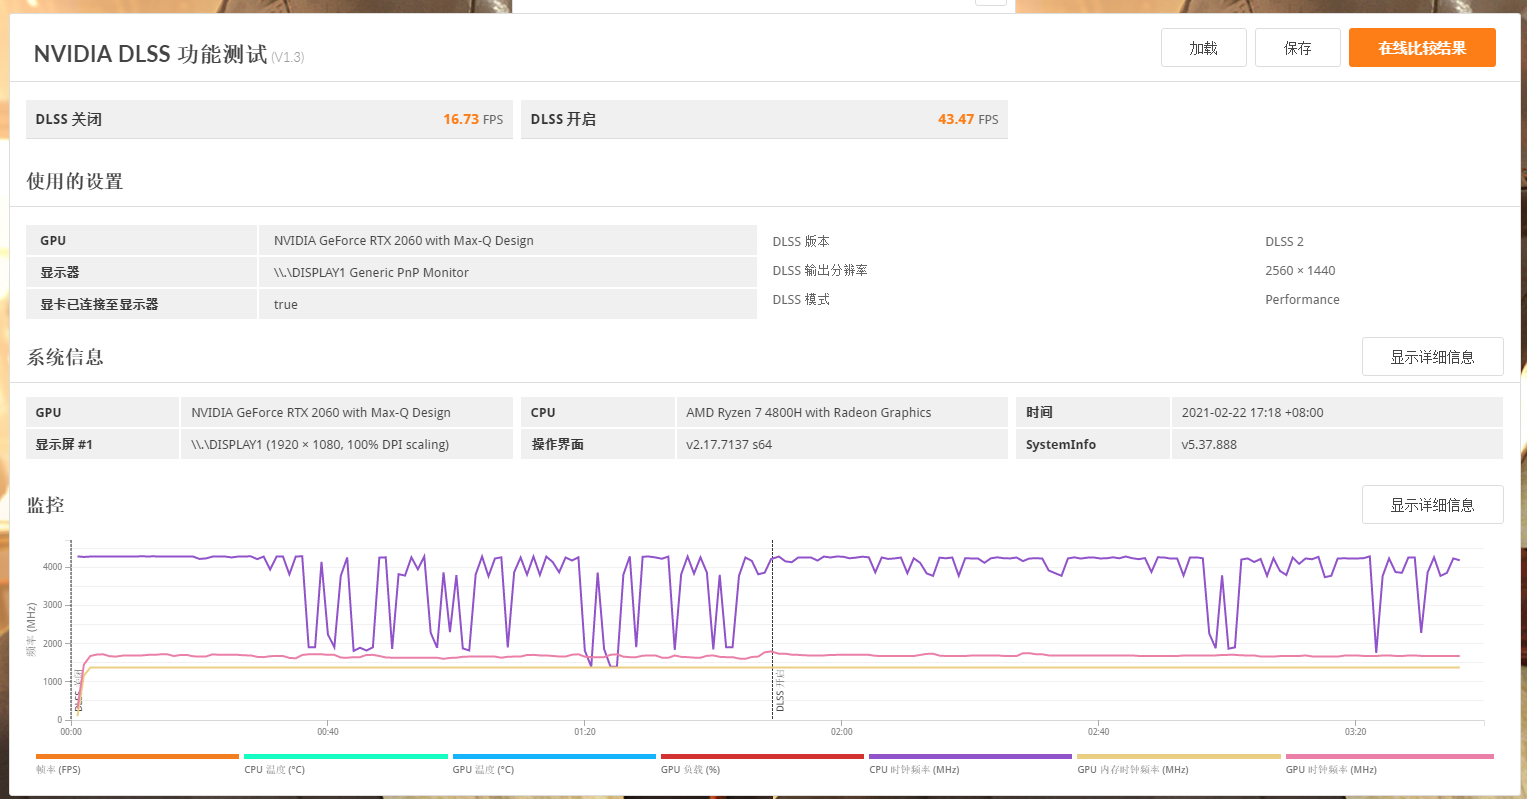 NVIDIA DLSS 功能测试 (V1.3)
加载
保存
在线比较结果
DLSS 关闭 16.73 FPS
DLSS 开启 43.47 FPS
使用的设置
GPU NVIDIA GeForce RTX 2060 with Max-Q Design
显示器 \\.\DISPLAY1 Generic PnP Monitor
显卡已连接至显示器 true
DLSS 版本 DLSS 2
DLSS 输出分辨率 2560 × 1440
DLSS 模式 Performance
系统信息
显示详细信息
GPU NVIDIA GeForce RTX 2060 with Max-Q Design
显示屏 #1 \\.\DISPLAY1 (1920 × 1080, 100% DPI scaling)
CPU AMD Ryzen 7 4800H with Radeon Graphics
操作界面 v2.17.7137 s64
时间 2021-02-22 17:18 +08:00
SystemInfo v5.37.888
监控
显示详细信息
频率 (MHz)
4000
3000
2000
1000
0
DLSS 关闭
DLSS 开启
00:00
00:40
01:20
02:00
02:40
03:20
帧率 (FPS)
CPU 温度 (°C)
GPU 温度 (°C)
GPU 负载 (%)
CPU 时钟频率 (MHz)
GPU 内存时钟频率 (MHz)
GPU 时钟频率 (MHz)